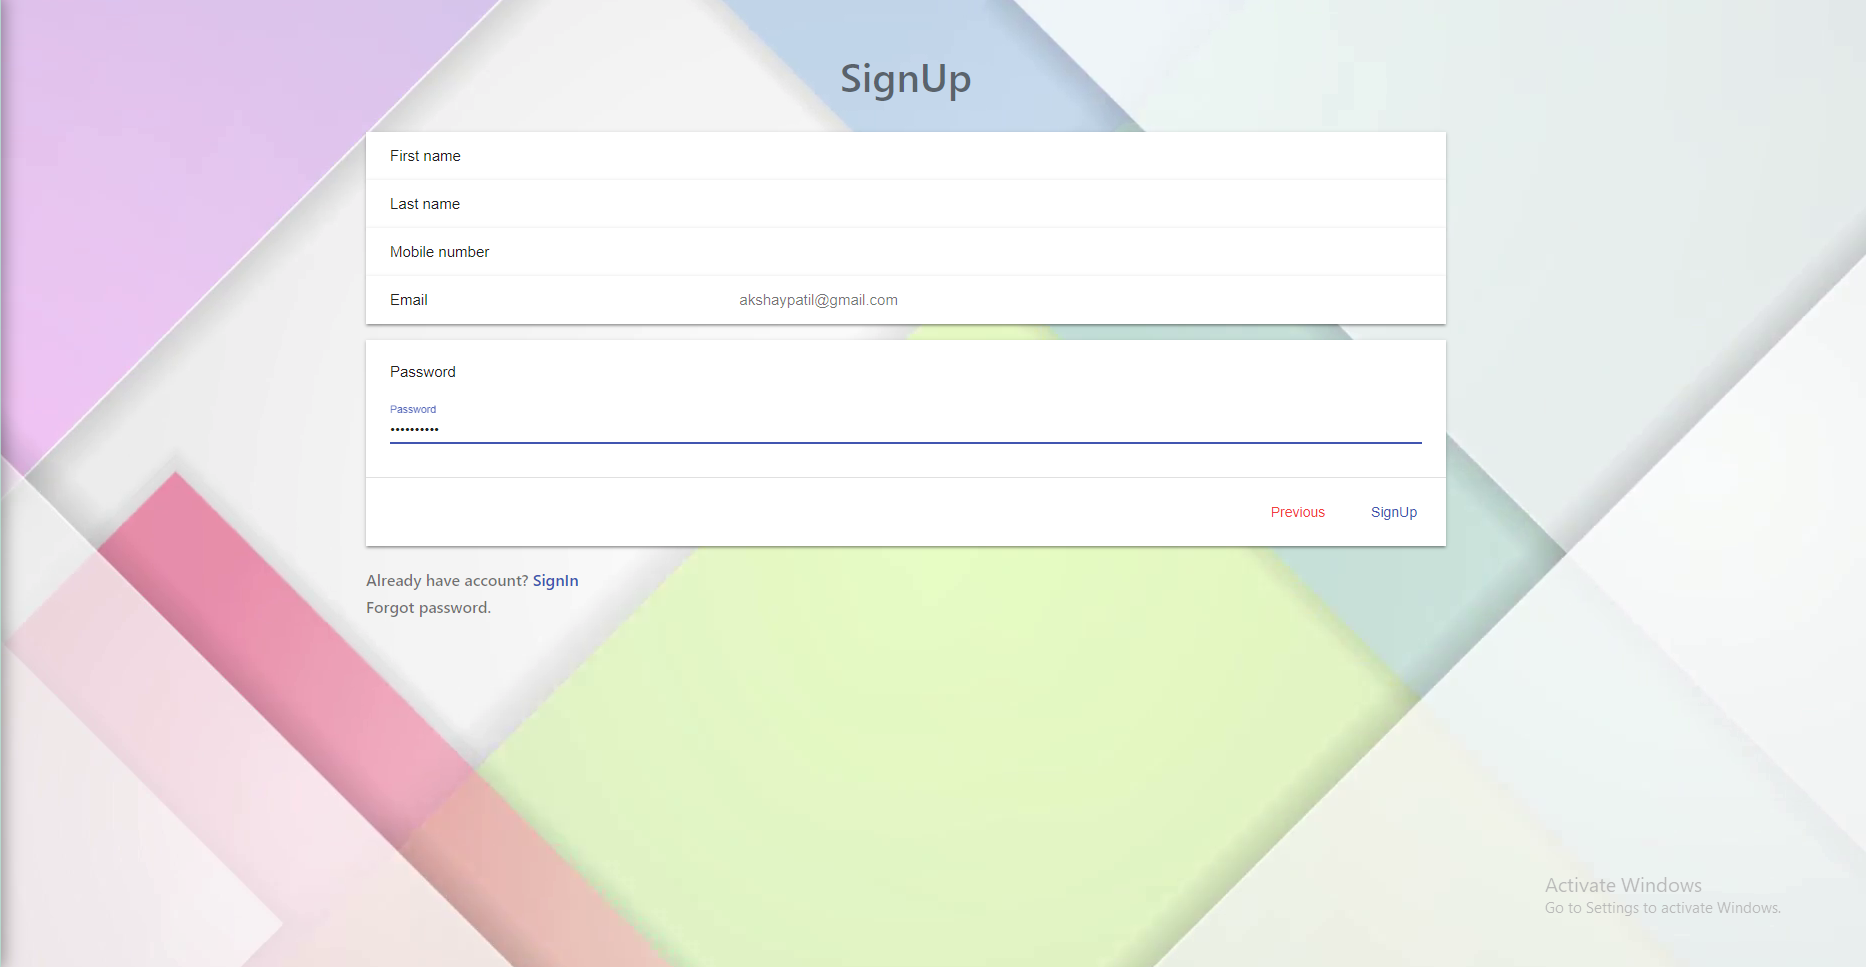 SignUp
First name
Last name
Mobile number
Email akshaypatil@gmail.com
Password
Password
••••••••••
Previous SignUp
Already have account? SignIn
Forgot password.
Activate Windows
Go to Settings to activate Windows.